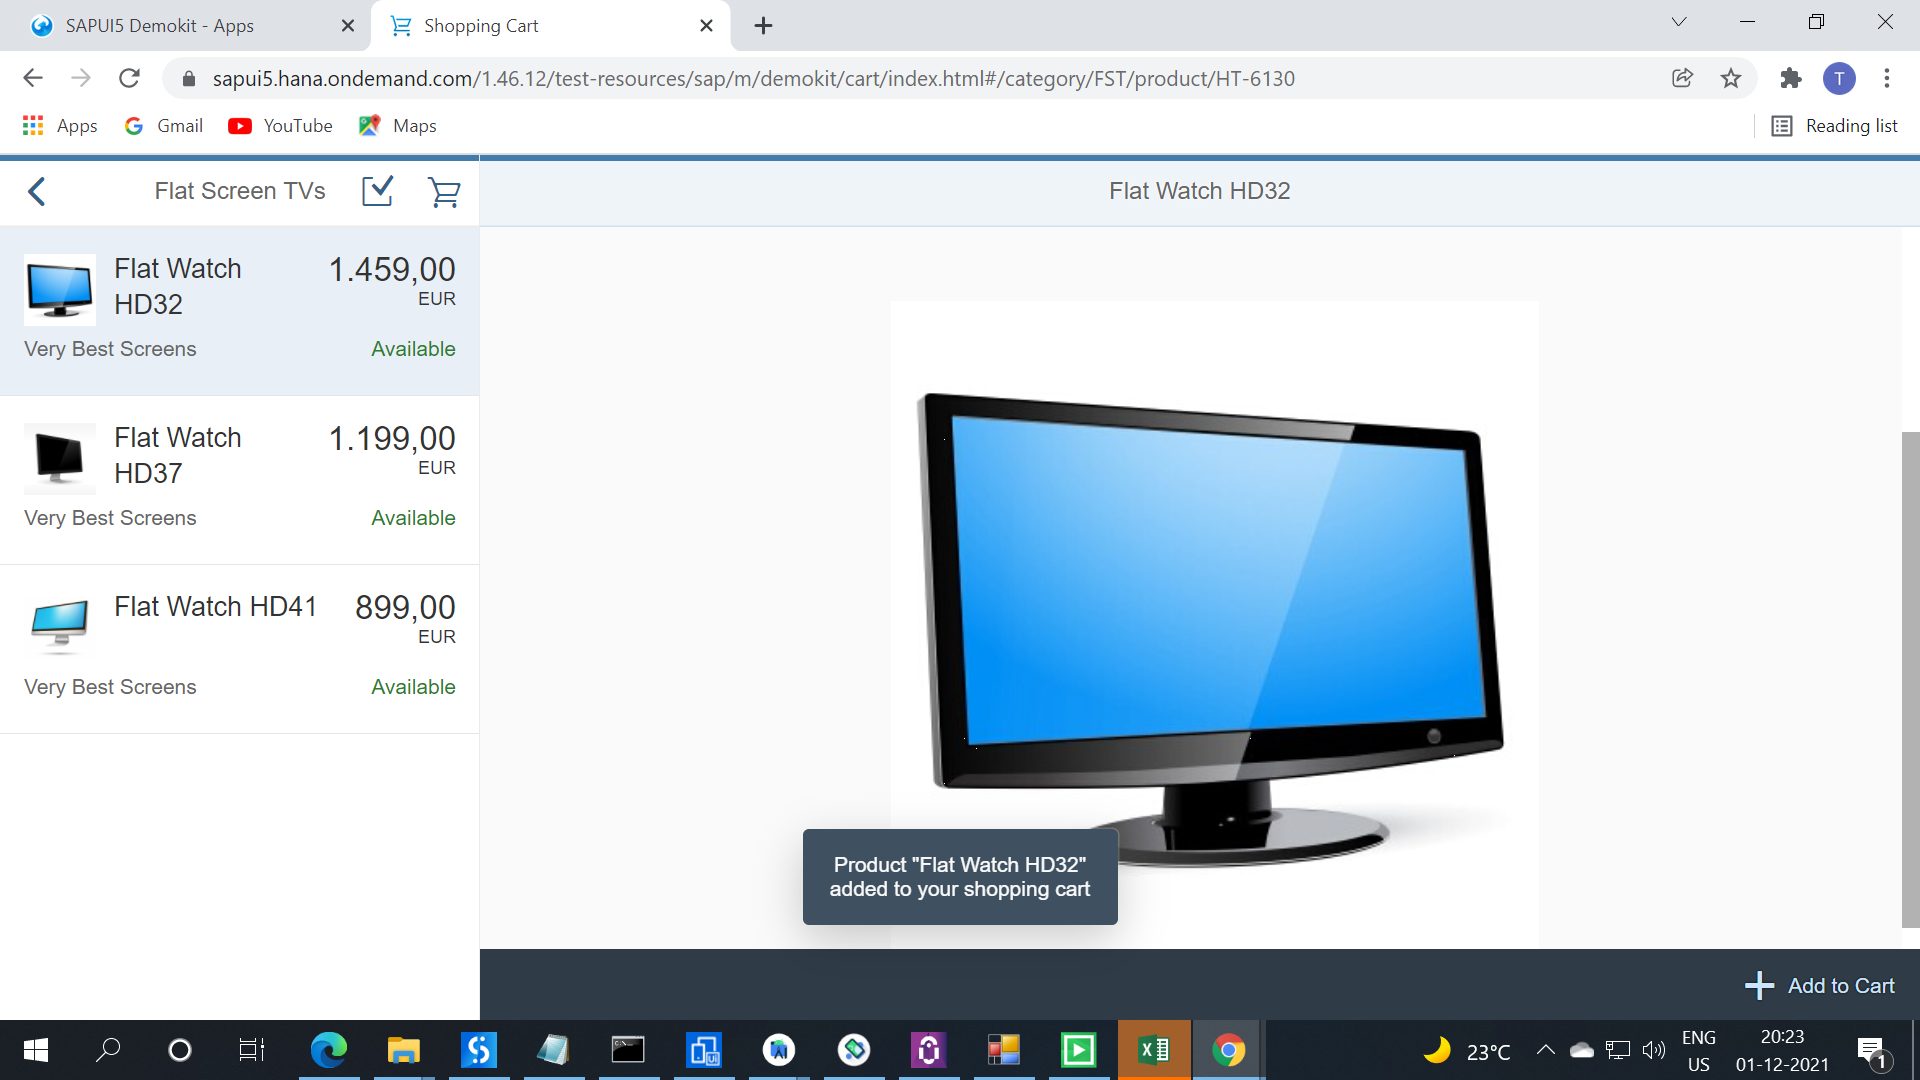 SAPUI5 Demokit - Apps
Shopping Cart
sapui5.hana.ondemand.com/1.46.12/test-resources/sap/m/demokit/cart/index.html#/category/FST/product/HT-6130
T
Apps
Gmail
YouTube
Maps
Reading list
Flat Screen TVs
Flat Watch HD32
Flat Watch
HD32
1.459,00
EUR
Very Best Screens
Available
Flat Watch
HD37
1.199,00
EUR
Very Best Screens
Available
Flat Watch HD41
899,00
EUR
Very Best Screens
Available
Product "Flat Watch HD32"
added to your shopping cart
Add to Cart
23°C
ENG
US
20:23
01-12-2021
1